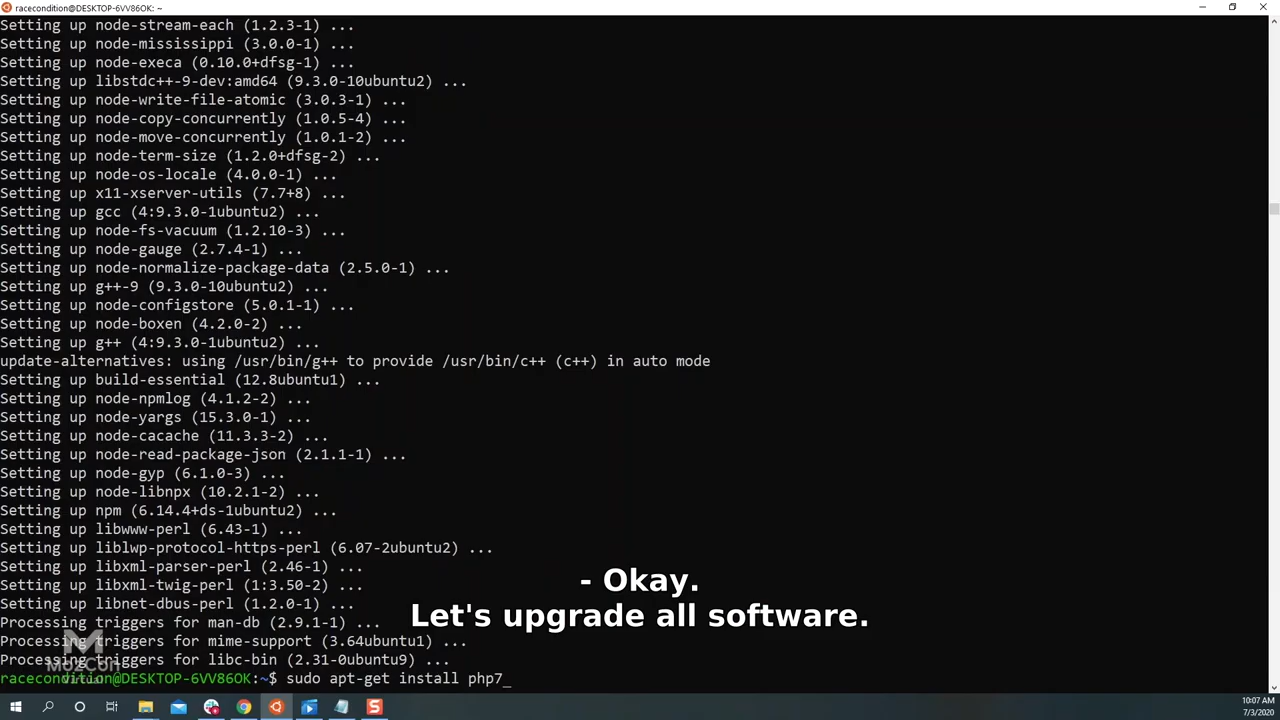 racecondition@DESKTOP-6VV86OK: ~
Setting up node-stream-each (1.2.3-1) ...
Setting up node-mississippi (3.0.0-1) ...
Setting up node-execa (0.10.0+dfsg-1) ...
Setting up libstdc++-9-dev:amd64 (9.3.0-10ubuntu2) ...
Setting up node-write-file-atomic (3.0.3-1) ...
Setting up node-copy-concurrently (1.0.5-4) ...
Setting up node-move-concurrently (1.0.1-2) ...
Setting up node-term-size (1.2.0+dfsg-2) ...
Setting up node-os-locale (4.0.0-1) ...
Setting up x11-xserver-utils (7.7+8) ...
Setting up gcc (4:9.3.0-1ubuntu2) ...
Setting up node-fs-vacuum (1.2.10-3) ...
Setting up node-gauge (2.7.4-1) ...
Setting up node-normalize-package-data (2.5.0-1) ...
Setting up g++-9 (9.3.0-10ubuntu2) ...
Setting up node-configstore (5.0.1-1) ...
Setting up node-boxen (4.2.0-2) ...
Setting up g++ (4:9.3.0-1ubuntu2) ...
update-alternatives: using /usr/bin/g++ to provide /usr/bin/c++ (c++) in auto mode
Setting up build-essential (12.8ubuntu1) ...
Setting up node-npmlog (4.1.2-2) ...
Setting up node-yargs (15.3.0-1) ...
Setting up node-cacache (11.3.3-2) ...
Setting up node-read-package-json (2.1.1-1) ...
Setting up node-gyp (6.1.0-3) ...
Setting up node-libnpx (10.2.1-2) ...
Setting up npm (6.14.4+ds-1ubuntu2) ...
Setting up libwww-perl (6.43-1) ...
Setting up liblwp-protocol-https-perl (6.07-2ubuntu2) ...
Setting up libxml-parser-perl (2.46-1) ...
Setting up libxml-twig-perl (1:3.50-2) ...
Setting up libnet-dbus-perl (1.2.0-1) ...
Processing triggers for man-db (2.9.1-1) ...
Processing triggers for mime-support (3.64ubuntu1) ...
Processing triggers for libc-bin (2.31-0ubuntu9) ...
racecondition@DESKTOP-6VV86OK:~$ sudo apt-get install php7_
- Okay.
Let's upgrade all software.
MozCon
Virtual
10:07 AM
7/3/2020